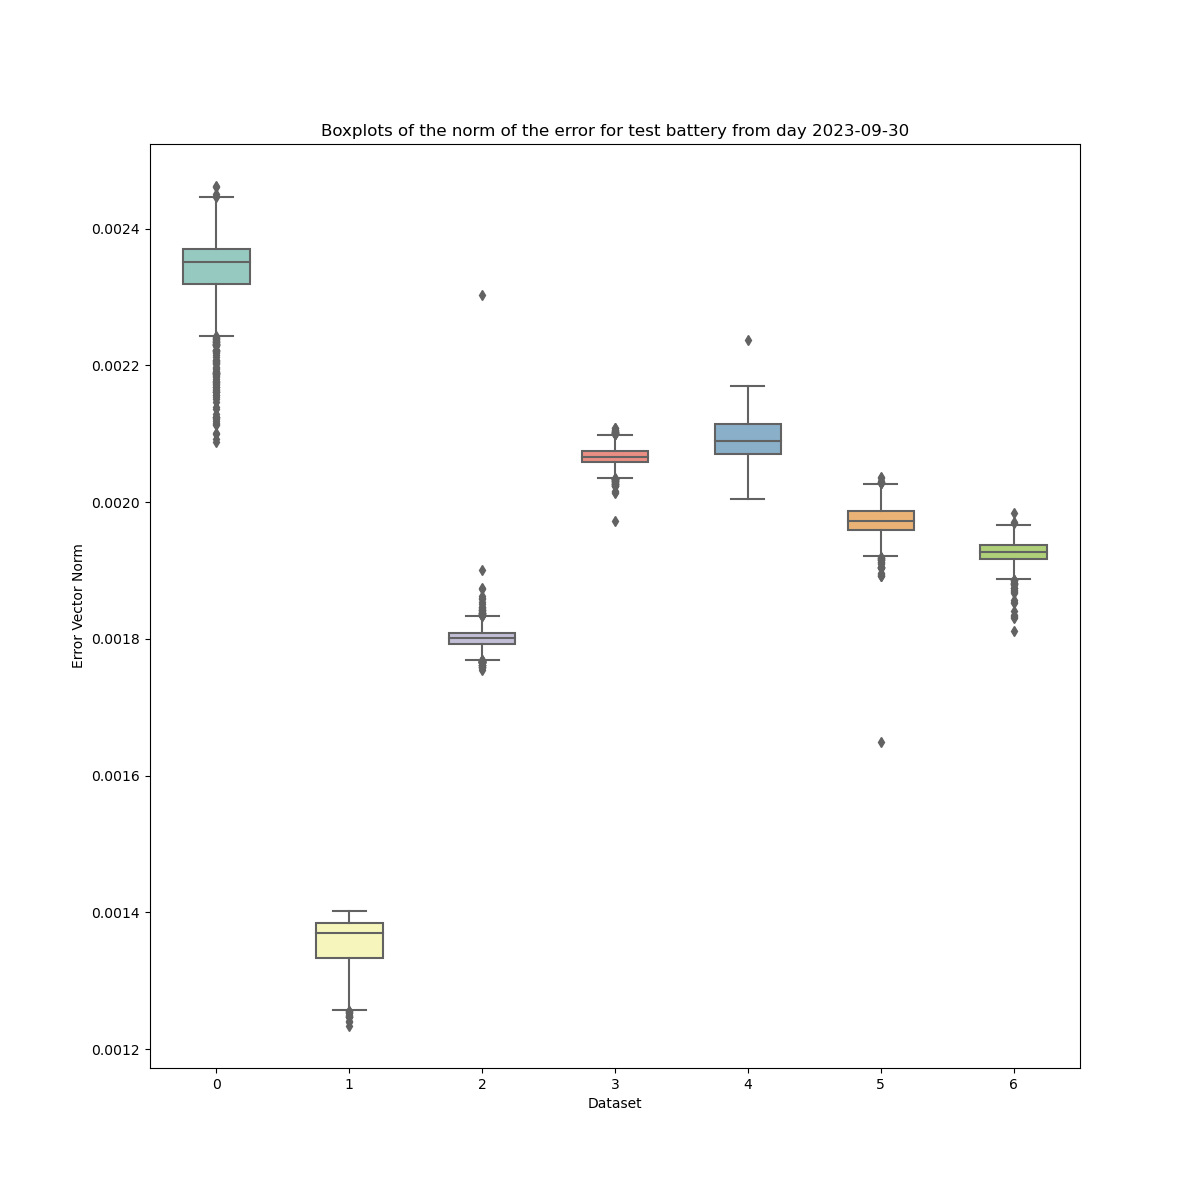 Boxplots of the norm of the error for test battery from day 2023-09-30
0.0024
0.0022
0.0020
0.0018
0.0016
0.0014
0.0012
Error Vector Norm
0 1 2 3 4 5 6
Dataset